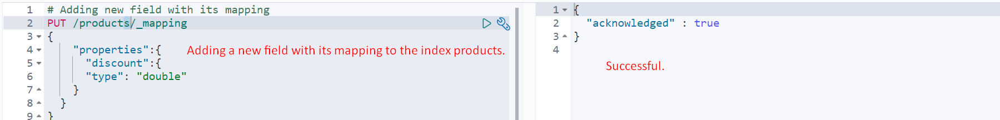 1 # Adding new field with its mapping
2 PUT /products/_mapping
3 {
4 "properties":{ Adding a new field with its mapping to the index products.
5 "discount":{
6 "type": "double"
7 }
8 }
9 }
1 {
2 "acknowledged" : true
3 }
4
Successful.